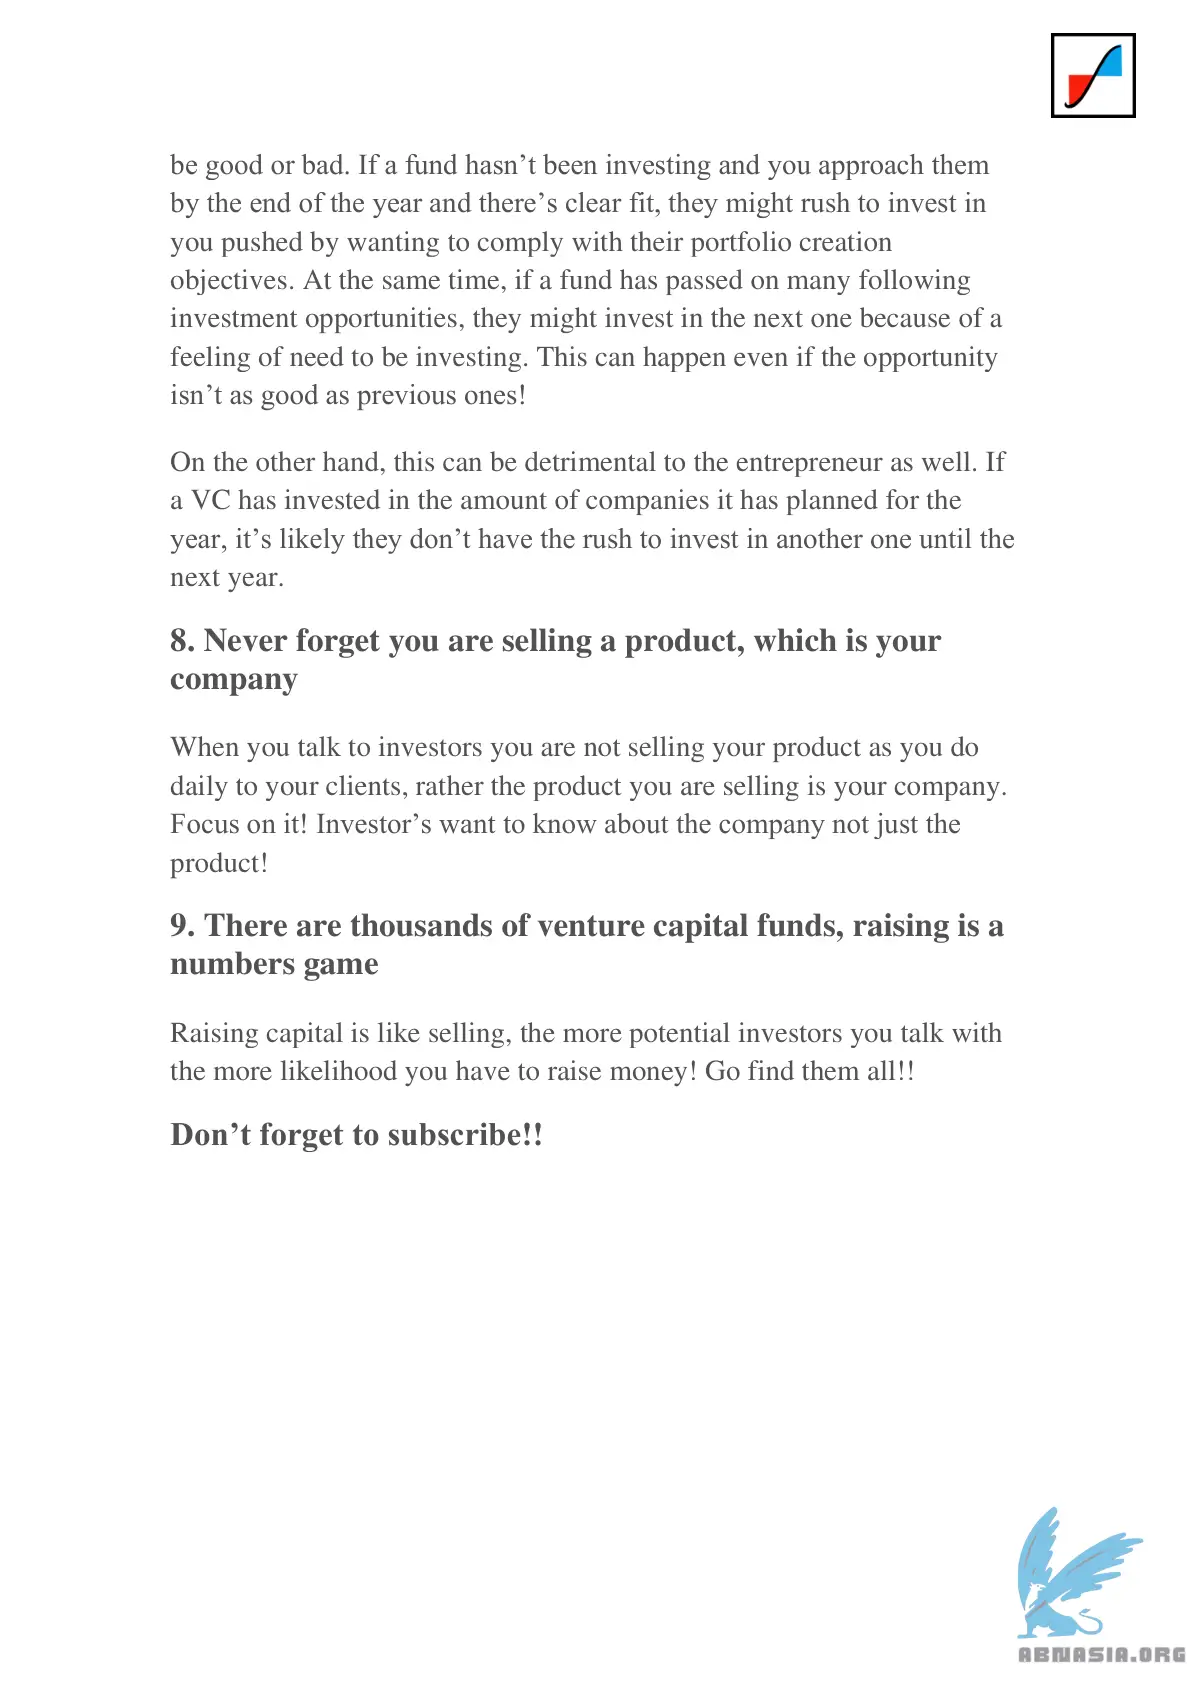 be good or bad. If a fund hasn’t been investing and you approach them
by the end of the year and there’s clear fit, they might rush to invest in
you pushed by wanting to comply with their portfolio creation
objectives. At the same time, if a fund has passed on many following
investment opportunities, they might invest in the next one because of a
feeling of need to be investing. This can happen even if the opportunity
isn’t as good as previous ones!
On the other hand, this can be detrimental to the entrepreneur as well. If
a VC has invested in the amount of companies it has planned for the
year, it’s likely they don’t have the rush to invest in another one until the
next year.
8. Never forget you are selling a product, which is your
company
When you talk to investors you are not selling your product as you do
daily to your clients, rather the product you are selling is your company.
Focus on it! Investor’s want to know about the company not just the
product!
9. There are thousands of venture capital funds, raising is a
numbers game
Raising capital is like selling, the more potential investors you talk with
the more likelihood you have to raise money! Go find them all!!
Don’t forget to subscribe!!
ABNASIA.ORG